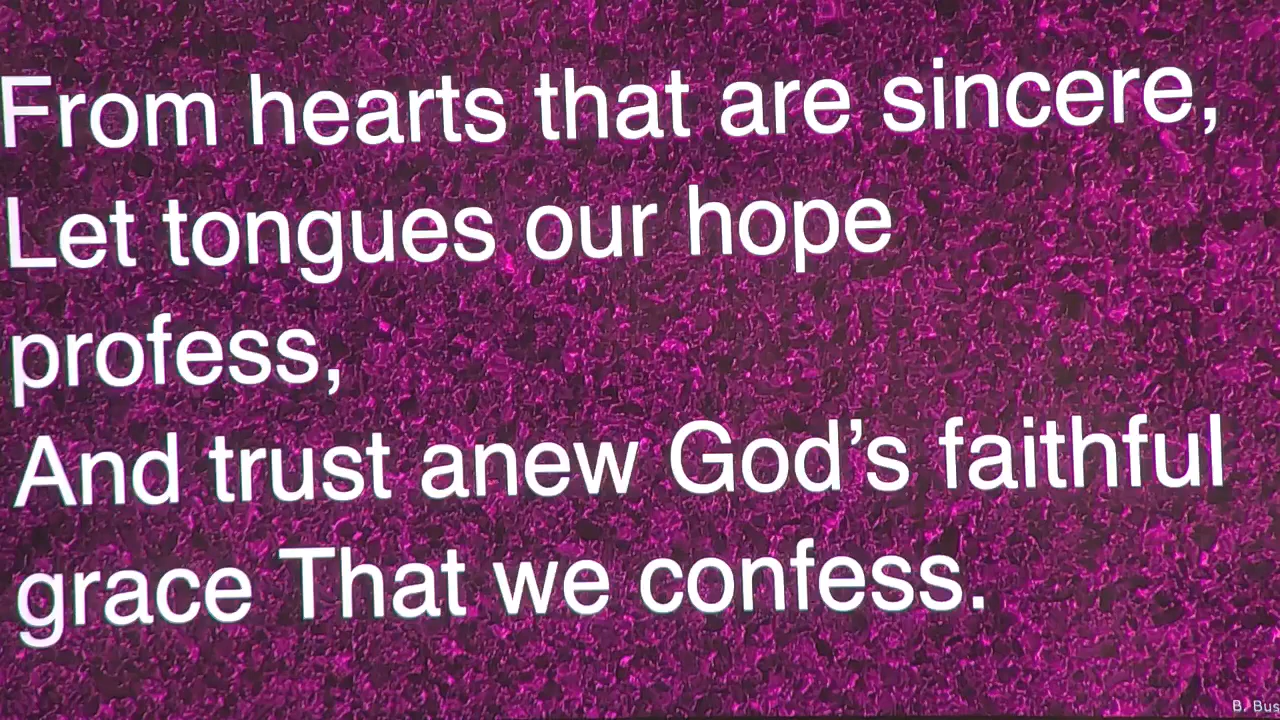 From hearts that are sincere,
Let tongues our hope
profess,
And trust anew God’s faithful
grace That we confess.
B. Bus